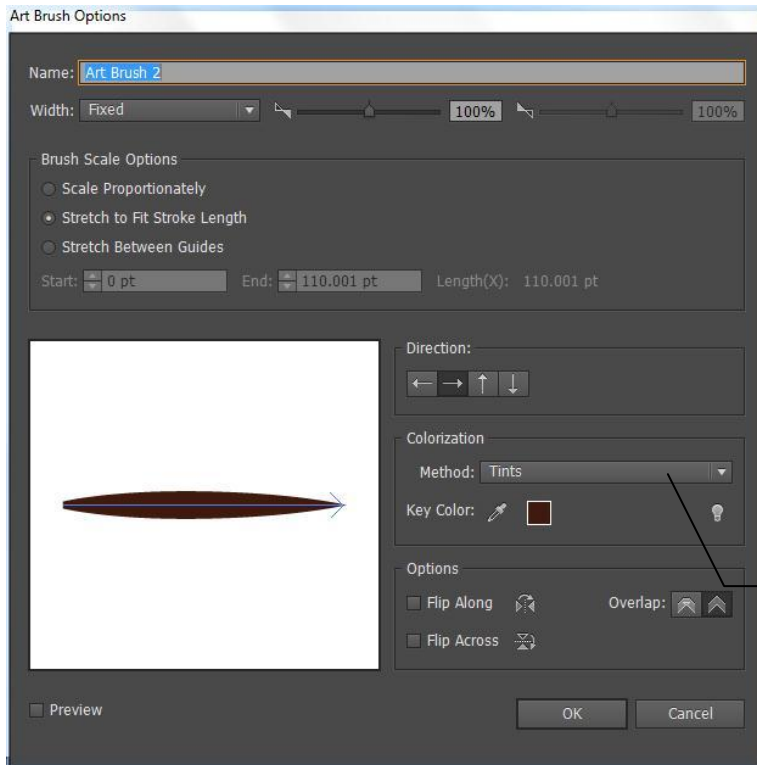 Art Brush Options
Name: Art Brush 2
Width: Fixed 100% 100%
Brush Scale Options
Scale Proportionately
Stretch to Fit Stroke Length
Stretch Between Guides
Start: 0 pt End: 110.001 pt Length(X): 110.001 pt
Direction:
Colorization
Method: Tints
Key Color:
Options
Flip Along Overlap:
Flip Across
Preview OK Cancel